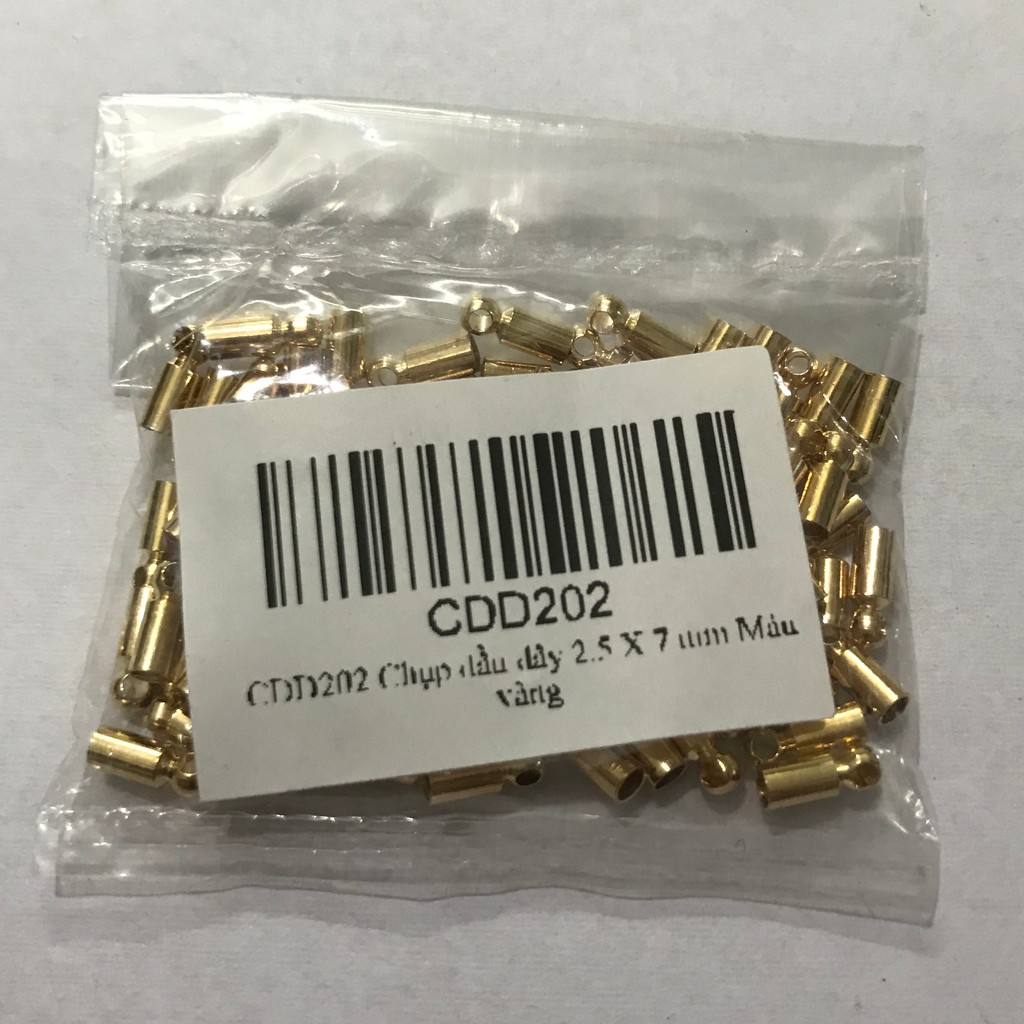 CDD202
CDD202 Chụp đầu dây 2.5 X 7 mm Màu
vàng